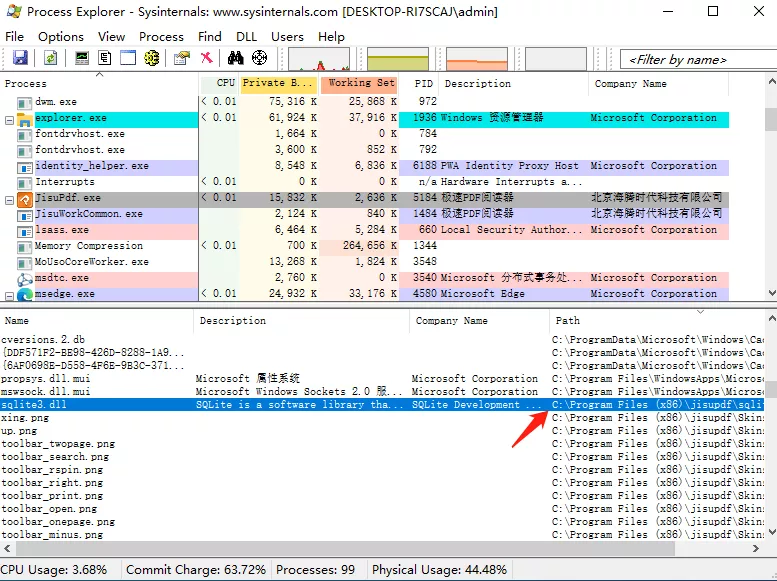 Process Explorer - Sysinternals: www.sysinternals.com [DESKTOP-RI7SCAJ\admin]
File Options View Process Find DLL Users Help
<Filter by name>
Process CPU Private B... Working Set PID Description Company Name
dwm.exe < 0.01 75,316 K 25,868 K 972
explorer.exe < 0.01 61,924 K 37,916 K 1936 Windows 资源管理器 Microsoft Corporation
fontdrvhost.exe 1,664 K 0 K 784
fontdrvhost.exe 3,600 K 852 K 792
identity_helper.exe 8,548 K 6,836 K 6188 PWA Identity Proxy Host Microsoft Corporation
Interrupts < 0.01 0 K 0 K n/a Hardware Interrupts a...
JisuPdf.exe < 0.01 15,832 K 2,636 K 5184 极速PDF阅读器 北京海腾时代科技有限公司
JisuWorkCommon.exe 2,124 K 840 K 1484 极速PDF阅读器 北京海腾时代科技有限公司
lsass.exe 6,464 K 5,284 K 660 Local Security Author... Microsoft Corporation
Memory Compression < 0.01 700 K 264,656 K 1344
MoUsoCoreWorker.exe 13,268 K 1,824 K 3548
msdtc.exe 2,760 K 0 K 3540 Microsoft 分布式事务处... Microsoft Corporation
msedge.exe < 0.01 24,932 K 33,176 K 4580 Microsoft Edge Microsoft Corporation
Name Description Company Name Path
cversions.2.db C:\ProgramData\Microsoft\Windows\Cac
{DDF571F2-BE98-426D-8288-1A9... C:\ProgramData\Microsoft\Windows\Cac
{6AF0698E-D558-4F6E-9B3C-371... C:\ProgramData\Microsoft\Windows\Cac
propsys.dll.mui Microsoft 属性系统 Microsoft Corporation C:\Program Files\WindowsApps\Microso
mswsock.dll.mui Microsoft Windows Sockets 2.0 服... Microsoft Corporation C:\Program Files\WindowsApps\Microso
sqlite3.dll SQLite is a software library tha... SQLite Development ... C:\Program Files (x86)\jisupdf\sqli
xing.png C:\Program Files (x86)\jisupdf\Skins
up.png C:\Program Files (x86)\jisupdf\Skins
toolbar_twopage.png C:\Program Files (x86)\jisupdf\Skins
toolbar_search.png C:\Program Files (x86)\jisupdf\Skins
toolbar_rspin.png C:\Program Files (x86)\jisupdf\Skins
toolbar_right.png C:\Program Files (x86)\jisupdf\Skins
toolbar_print.png C:\Program Files (x86)\jisupdf\Skins
toolbar_open.png C:\Program Files (x86)\jisupdf\Skins
toolbar_onepage.png C:\Program Files (x86)\jisupdf\Skins
toolbar_minus.png C:\Program Files (x86)\jisupdf\Skins
CPU Usage: 3.68% Commit Charge: 63.72% Processes: 99 Physical Usage: 44.48%